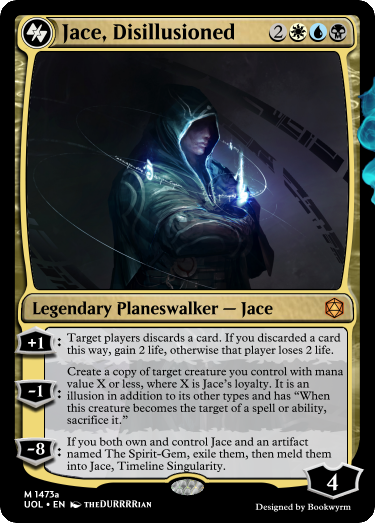 Jace, Disillusioned 2
Legendary Planeswalker — Jace
+1: Target players discards a card. If you discarded a card
this way, gain 2 life, otherwise that player loses 2 life.
Create a copy of target creature you control with mana
value X or less, where X is Jace's loyalty. It is an
-1: illusion in addition to its other types and has “When
this creature becomes the target of a spell or ability,
sacrifice it.”
If you both own and control Jace and an artifact
-8: named The Spirit-Gem, exile them, then meld them
into Jace, Timeline Singularity.
4
M 1473a
UOL • EN THEDURRRRIAN
Designed by Bookwyrm